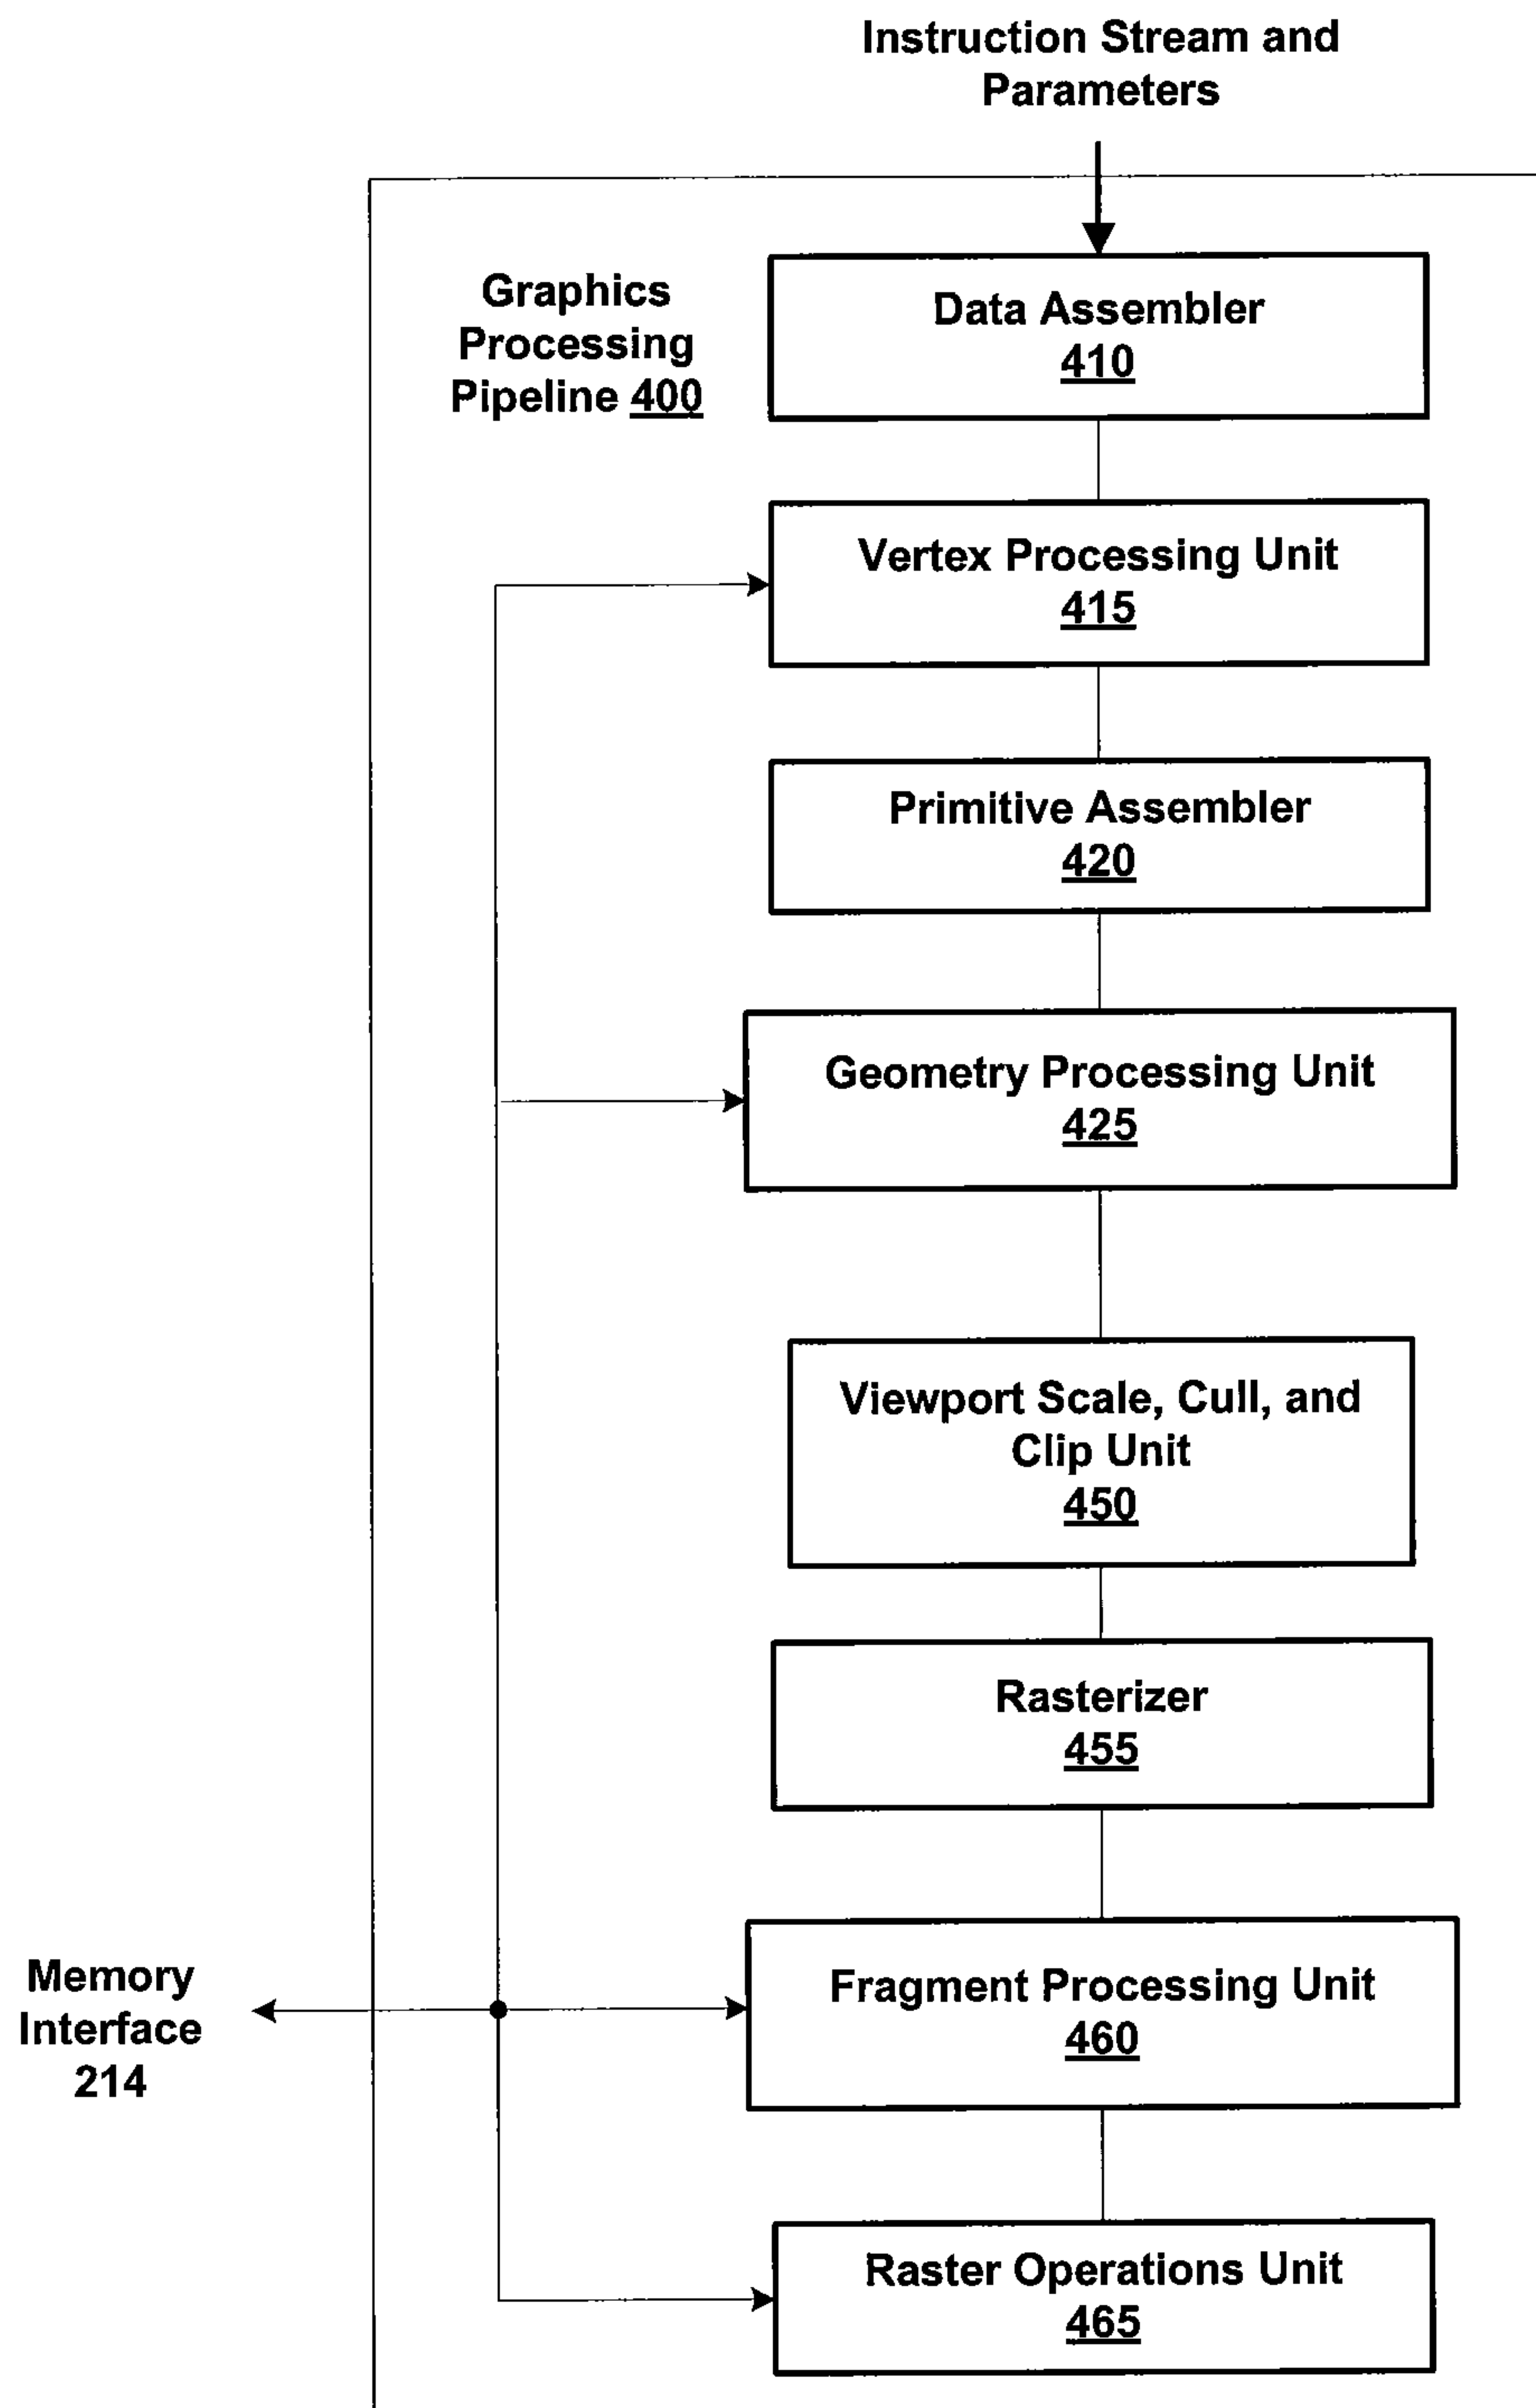 Instruction Stream and
Parameters
Graphics
Processing
Pipeline 400
Data Assembler
410
Vertex Processing Unit
415
Primitive Assembler
420
Geometry Processing Unit
425
Viewport Scale, Cull, and
Clip Unit
450
Rasterizer
455
Memory
Interface
214
Fragment Processing Unit
460
Raster Operations Unit
465